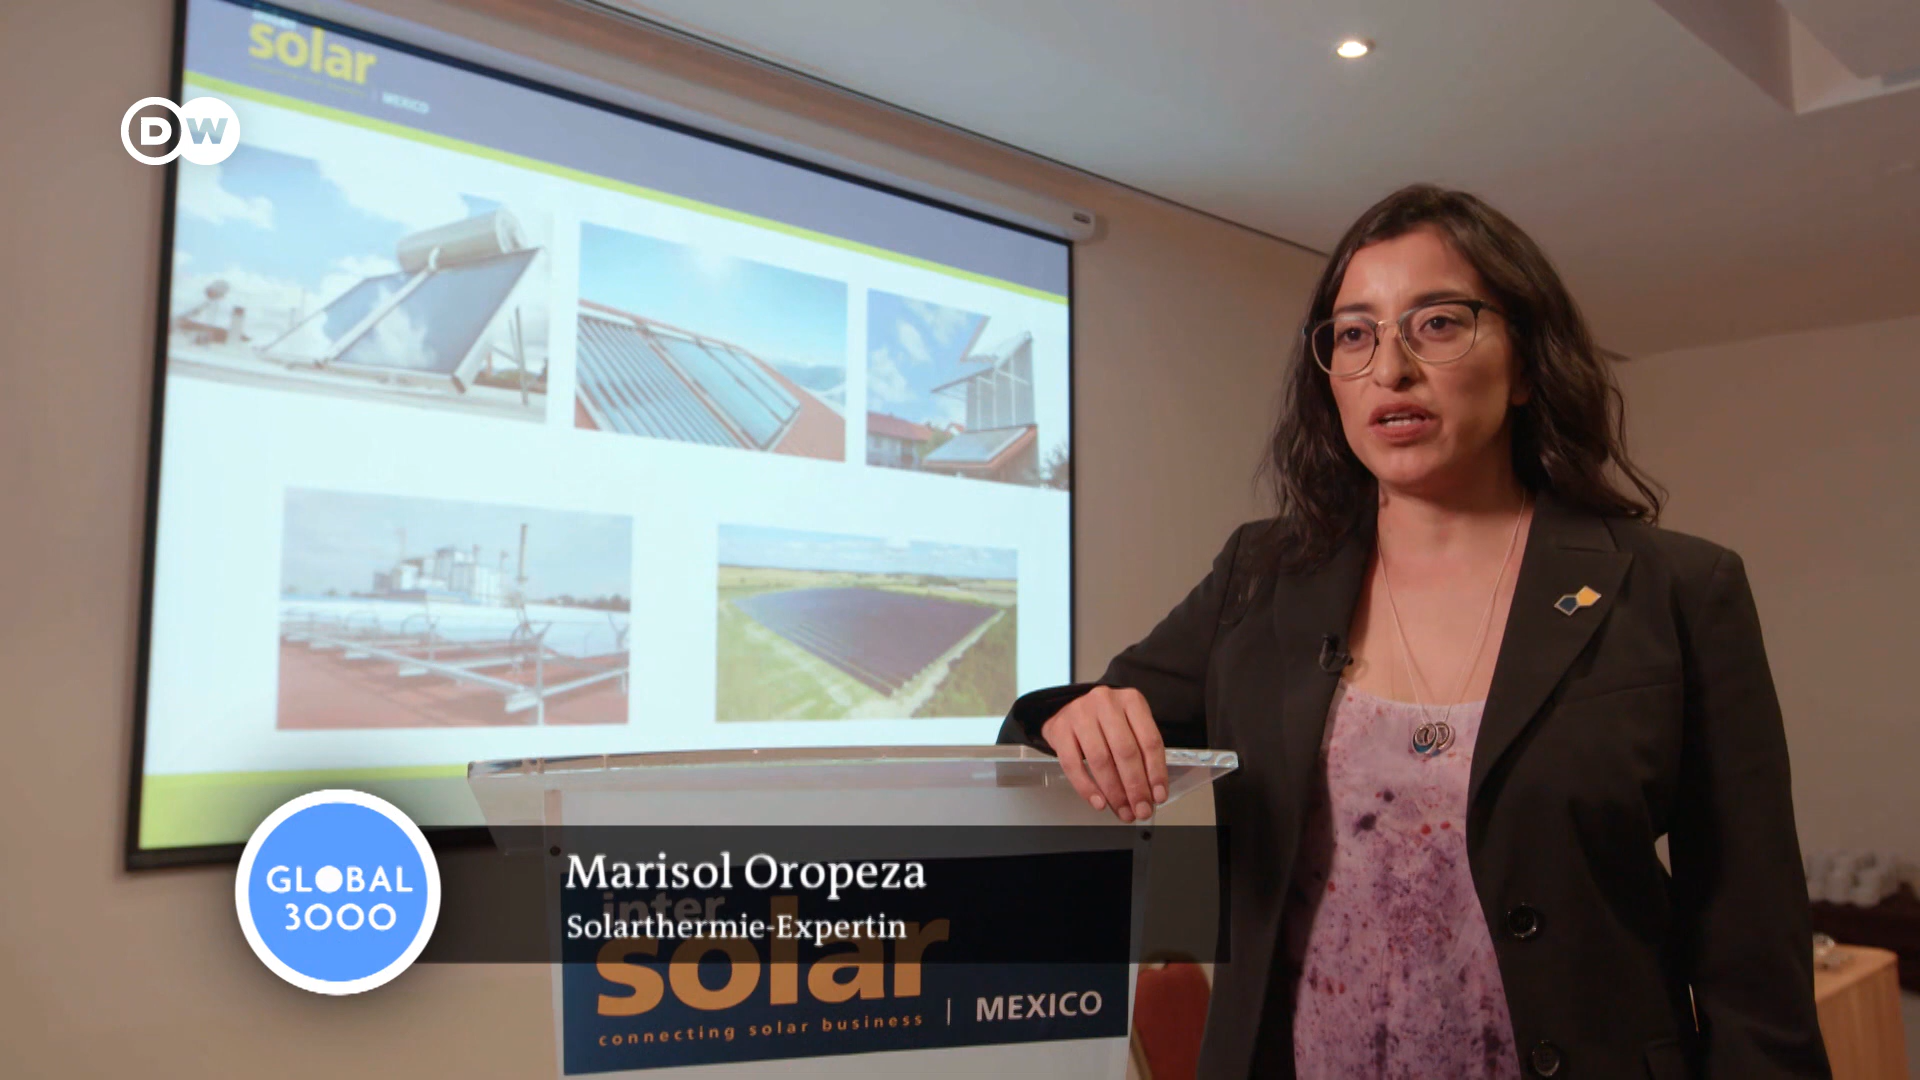 solar
MEXICO
DW
GLOBAL
3000
Marisol Oropeza
Solarthermie-Expertin
inter
solar
connecting solar business
| MEXICO